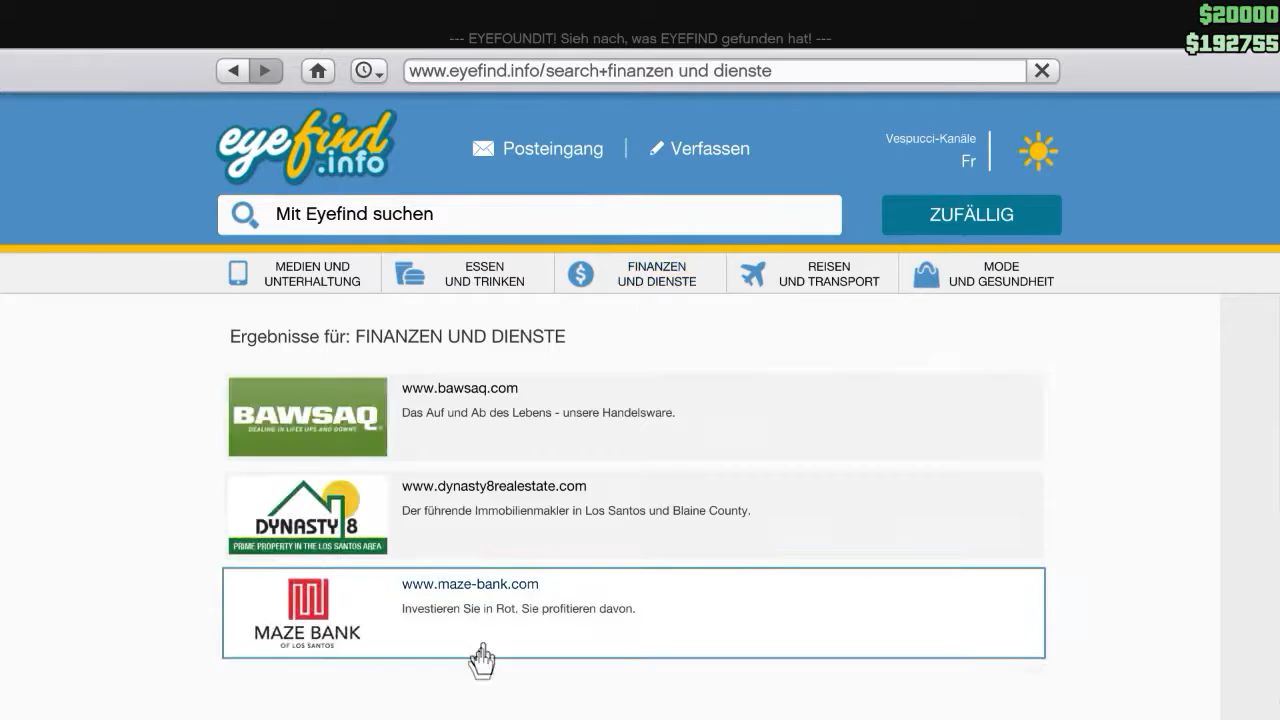 $20000
--- EYEFOUNDIT! Sieh nach, was EYEFIND gefunden hat! ---
$192755
www.eyefind.info/search+finanzen und dienste
eyefind
.info
Posteingang
Verfassen
Vespucci-Kanäle
Fr
Mit Eyefind suchen
ZUFÄLLIG
MEDIEN UND
UNTERHALTUNG
ESSEN
UND TRINKEN
FINANZEN
UND DIENSTE
REISEN
UND TRANSPORT
MODE
UND GESUNDHEIT
Ergebnisse für: FINANZEN UND DIENSTE
BAWSAQ
DEALING IN LIFES UPS AND DOWNS
www.bawsaq.com
Das Auf und Ab des Lebens - unsere Handelsware.
DYNASTY 8
PRIME PROPERTY IN THE LOS SANTOS AREA
www.dynasty8realestate.com
Der führende Immobilienmakler in Los Santos und Blaine County.
MAZE BANK
OF LOS SANTOS
www.maze-bank.com
Investieren Sie in Rot. Sie profitieren davon.